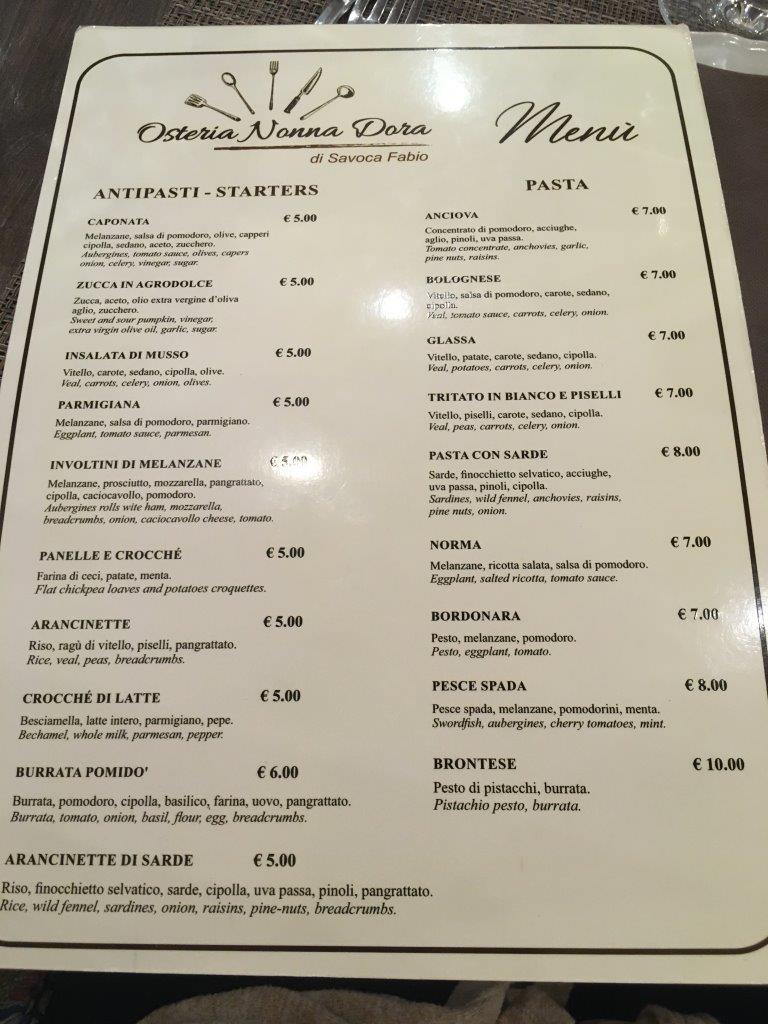 Osteria Nonna Dora
di Savoca Fabio
Menù
ANTIPASTI - STARTERS
CAPONATA € 5.00
Melanzane, salsa di pomodoro, olive, capperi
cipolla, sedano, aceto, zucchero.
Aubergines, tomato sauce, olives, capers
onion, celery, vinegar, sugar.
ZUCCA IN AGRODOLCE € 5.00
Zucca, aceto, olio extra vergine d'oliva
aglio, zucchero.
Sweet and sour pumpkin, vinegar,
extra virgin olive oil, garlic, sugar.
INSALATA DI MUSSO € 5.00
Vitello, carote, sedano, cipolla, olive.
Veal, carrots, celery, onion, olives.
PARMIGIANA € 5.00
Melanzane, salsa di pomodoro, parmigiano.
Eggplant, tomato sauce, parmesan.
INVOLTINI DI MELANZANE € 5.00
Melanzane, prosciutto, mozzarella, pangrattato,
cipolla, caciocavallo, pomodoro.
Aubergines rolls wite ham, mozzarella,
breadcrumbs, onion, caciocavallo cheese, tomato.
PANELLE E CROCCHÉ € 5.00
Farina di ceci, patate, menta.
Flat chickpea loaves and potatoes croquettes.
ARANCINETTE € 5.00
Riso, ragù di vitello, piselli, pangrattato.
Rice, veal, peas, breadcrumbs.
CROCCHÉ DI LATTE € 5.00
Besciamella, latte intero, parmigiano, pepe.
Bechamel, whole milk, parmesan, pepper.
BURRATA POMIDO' € 6.00
Burrata, pomodoro, cipolla, basilico, farina, uovo, pangrattato.
Burrata, tomato, onion, basil, flour, egg, breadcrumbs.
ARANCINETTE DI SARDE € 5.00
Riso, finocchietto selvatico, sarde, cipolla, uva passa, pinoli, pangrattato.
Rice, wild fennel, sardines, onion, raisins, pine-nuts, breadcrumbs.
PASTA
ANCIOVA € 7.00
Concentrato di pomodoro, acciughe,
aglio, pinoli, uva passa.
Tomato concentrate, anchovies, garlic,
pine nuts, raisins.
BOLOGNESE € 7.00
Vitello, salsa di pomodoro, carote, sedano,
cipolla.
Veal, tomato sauce, carrots, celery, onion.
GLASSA € 7.00
Vitello, patate, carote, sedano, cipolla.
Veal, potatoes, carrots, celery, onion.
TRITATO IN BIANCO E PISELLI € 7.00
Vitello, piselli, carote, sedano, cipolla.
Veal, peas, carrots, celery, onion.
PASTA CON SARDE € 8.00
Sarde, finocchietto selvatico, acciughe,
uva passa, pinoli, cipolla.
Sardines, wild fennel, anchovies, raisins,
pine nuts, onion.
NORMA € 7.00
Melanzane, ricotta salata, salsa di pomodoro.
Eggplant, salted ricotta, tomato sauce.
BORDONARA € 7.00
Pesto, melanzane, pomodoro.
Pesto, eggplant, tomato.
PESCE SPADA € 8.00
Pesce spada, melanzane, pomodorini, menta.
Swordfish, aubergines, cherry tomatoes, mint.
BRONTESE € 10.00
Pesto di pistacchi, burrata.
Pistachio pesto, burrata.